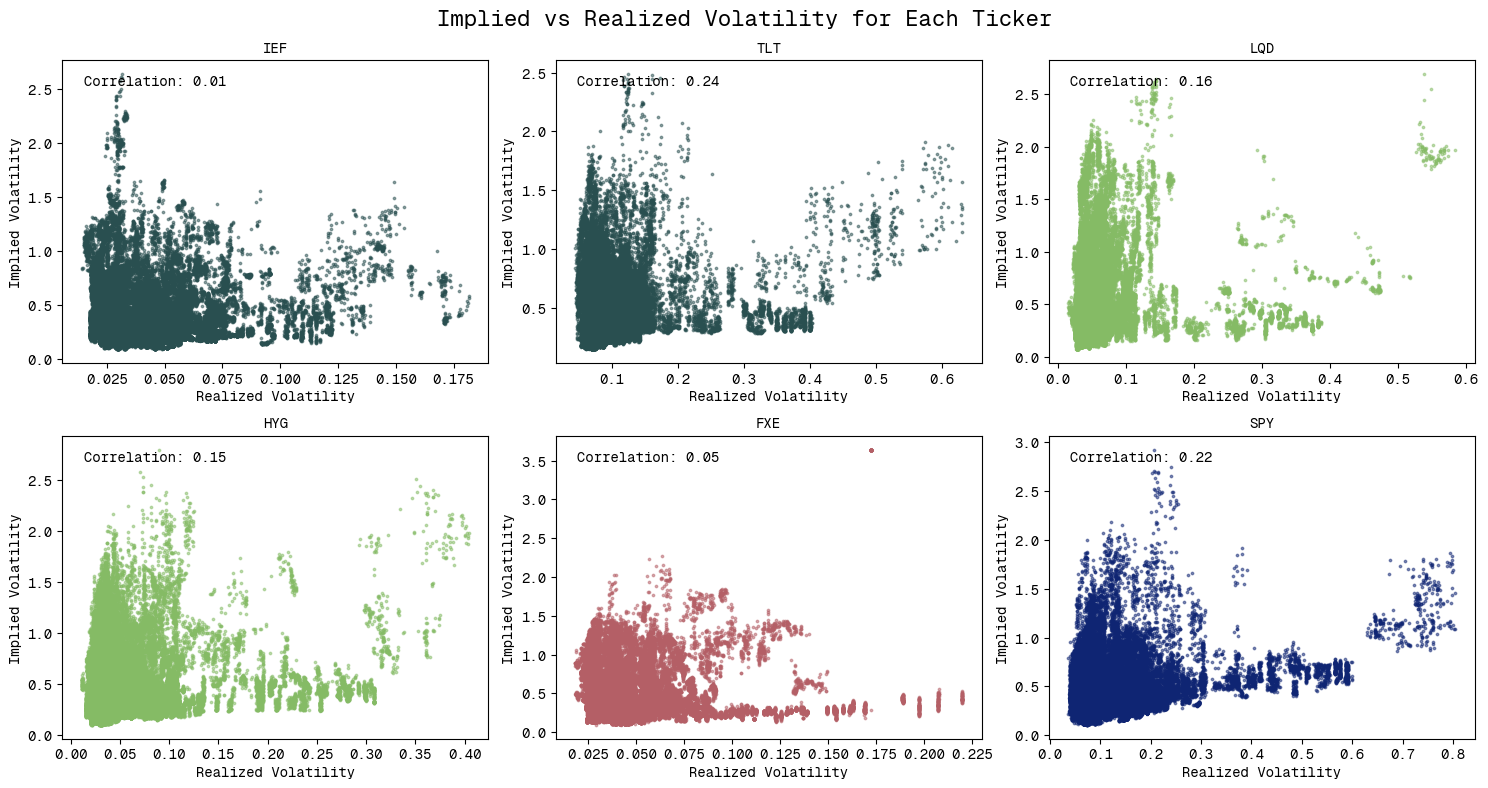 Implied vs Realized Volatility for Each Ticker
IEF
Correlation: 0.01
Implied Volatility
2.5
2.0
1.5
1.0
0.5
0.0
0.025 0.050 0.075 0.100 0.125 0.150 0.175
Realized Volatility
TLT
Correlation: 0.24
Implied Volatility
2.5
2.0
1.5
1.0
0.5
0.1 0.2 0.3 0.4 0.5 0.6
Realized Volatility
LQD
Correlation: 0.16
Implied Volatility
2.5
2.0
1.5
1.0
0.5
0.0
0.0 0.1 0.2 0.3 0.4 0.5 0.6
Realized Volatility
HYG
Correlation: 0.15
Implied Volatility
2.5
2.0
1.5
1.0
0.5
0.0
0.00 0.05 0.10 0.15 0.20 0.25 0.30 0.35 0.40
Realized Volatility
FXE
Correlation: 0.05
Implied Volatility
3.5
3.0
2.5
2.0
1.5
1.0
0.5
0.0
0.025 0.050 0.075 0.100 0.125 0.150 0.175 0.200 0.225
Realized Volatility
SPY
Correlation: 0.22
Implied Volatility
3.0
2.5
2.0
1.5
1.0
0.5
0.0
0.0 0.1 0.2 0.3 0.4 0.5 0.6 0.7 0.8
Realized Volatility